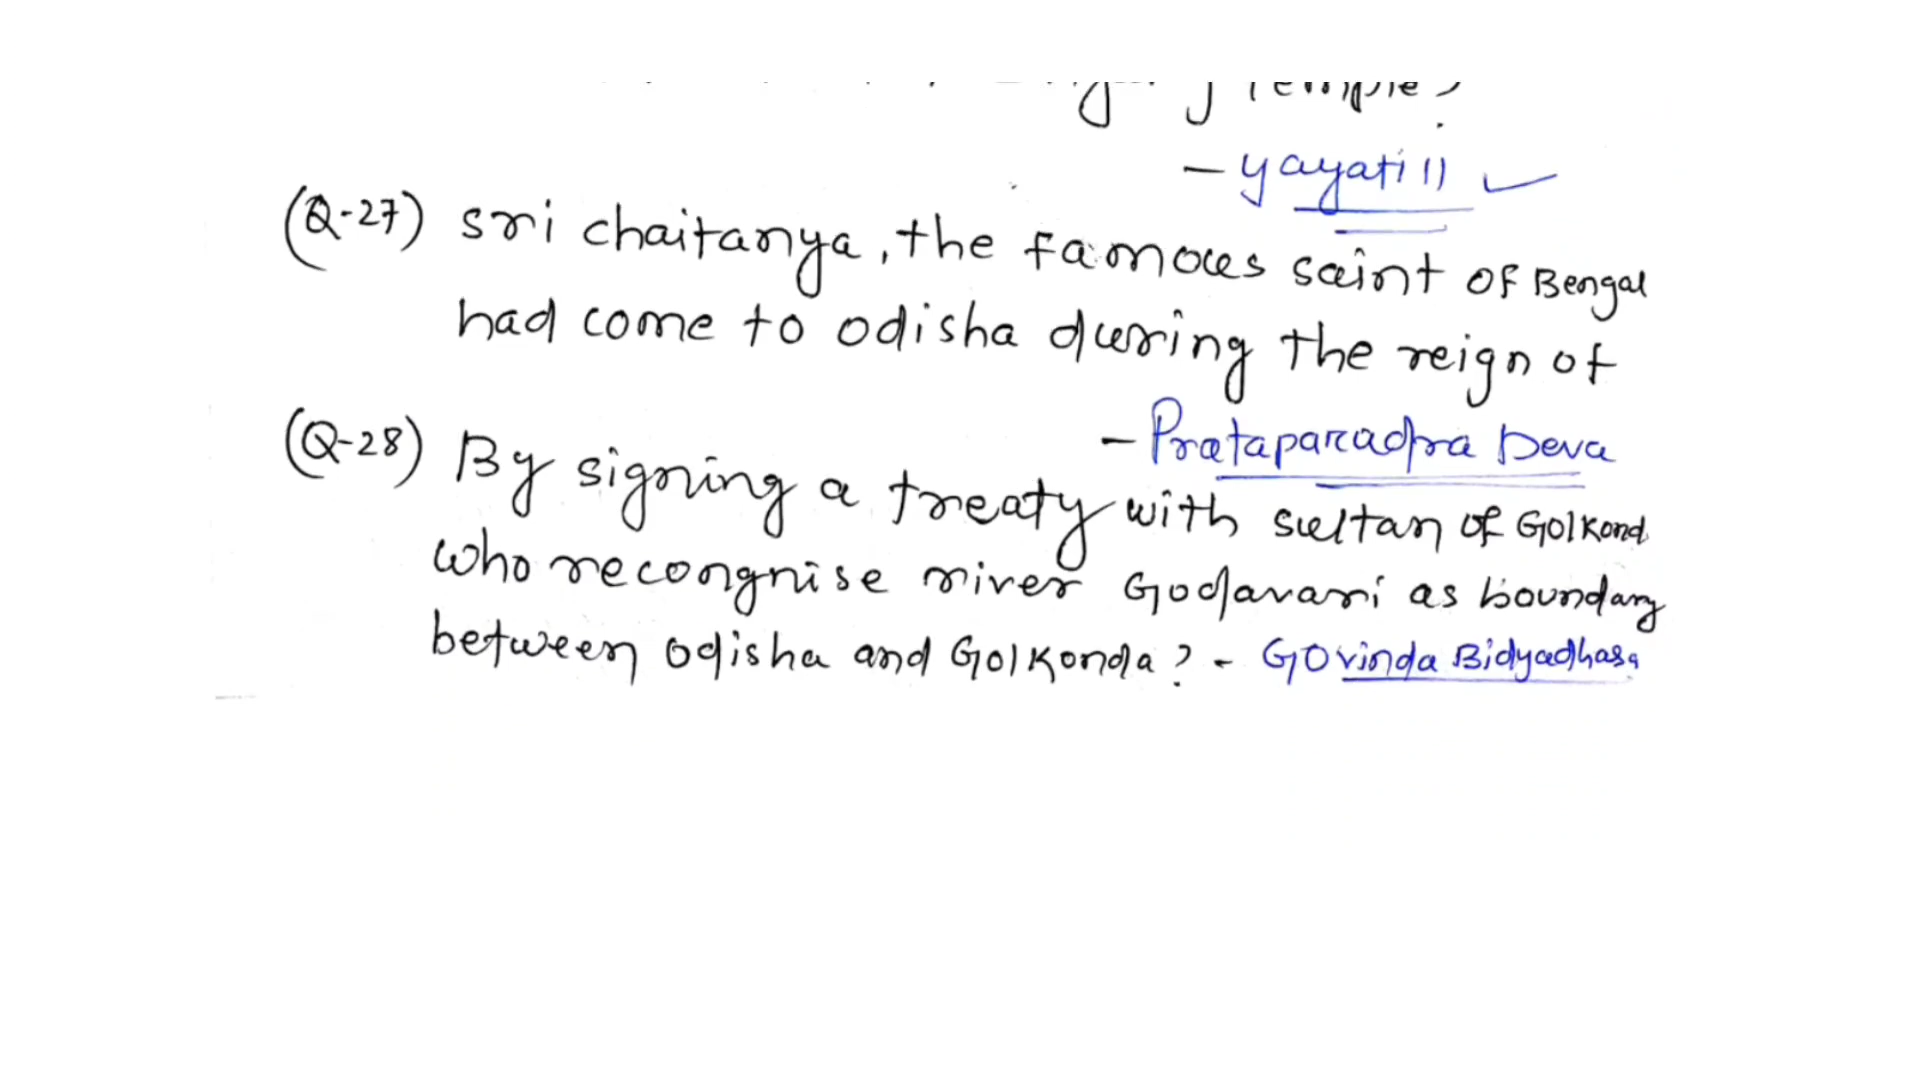 Temple?
- yayati II
(Q-27) sri chaitanya, the famous saint of Bengal
had come to odisha during the reign of
- Prataparudra Deva
(Q-28) By signing a treaty with sultan of Golkond
who recongnise river Godavari as boundary
between odisha and Golkonda? - Govinda Bidyadhara